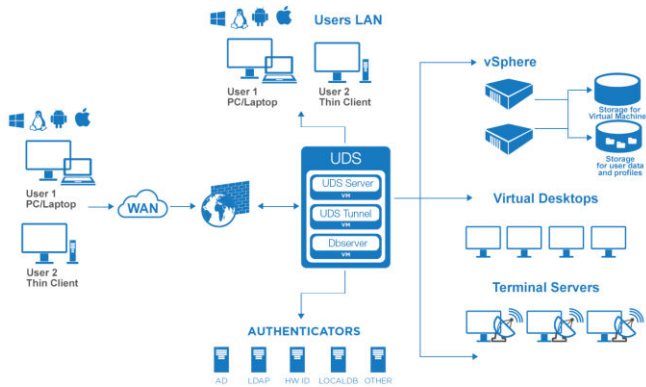 Users LAN
User 1
PC/Laptop
User 2
Thin Client
User 1
PC/Laptop
User 2
Thin Client
WAN
UDS
UDS Server
VM
UDS Tunnel
VM
Dbserver
VM
AUTHENTICATORS
AD
LDAP
HW ID
LOCALDB
OTHER
vSphere
Storage for
Virtual Machine
Storage
for user data
and profiles
Virtual Desktops
Terminal Servers